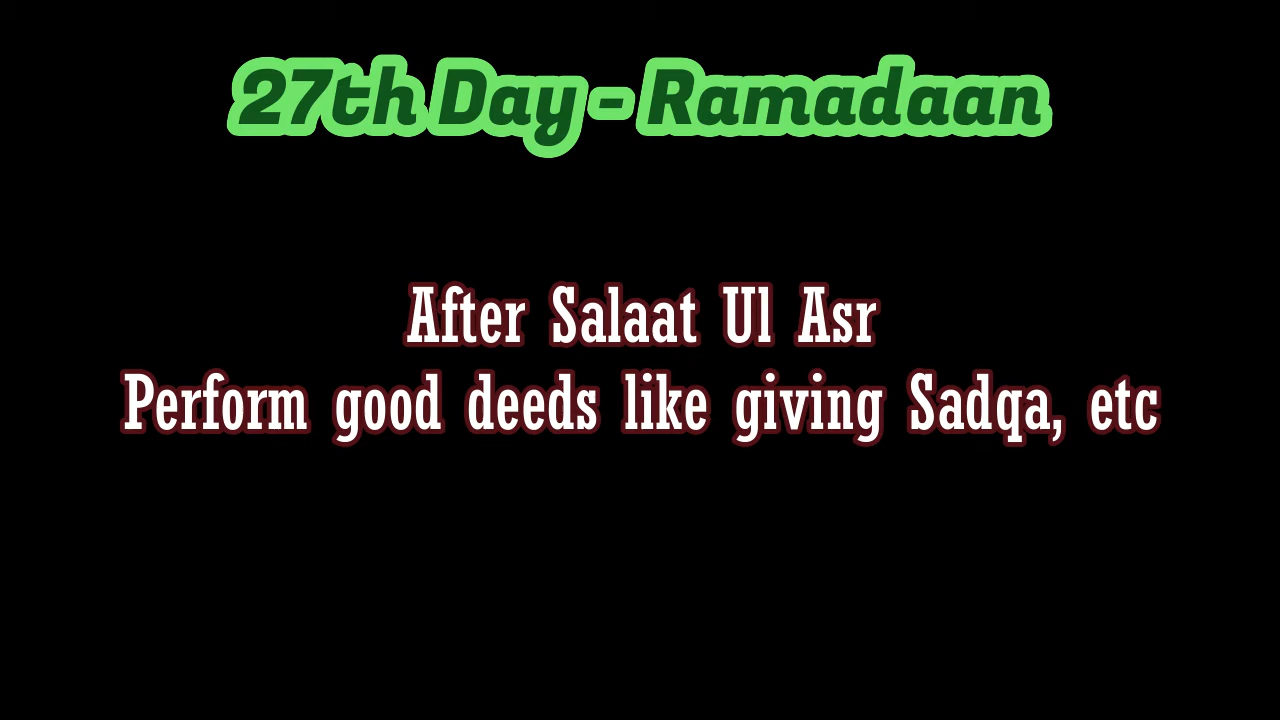 27th Day - Ramadaan
After Salaat Ul Asr
Perform good deeds like giving Sadqa, etc